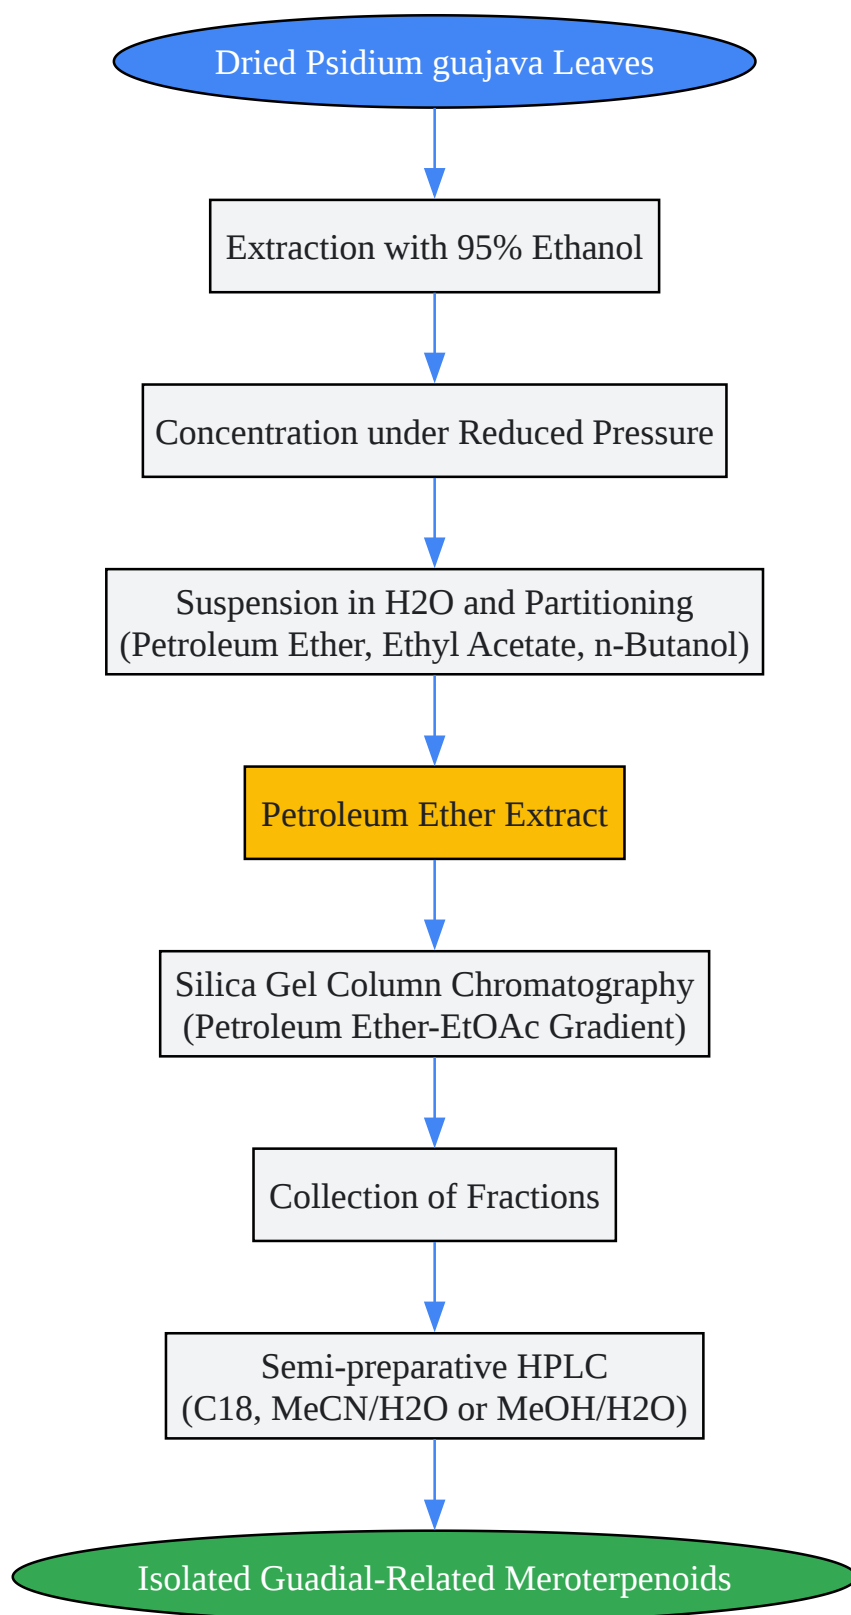 Dried Psidium guajava Leaves
Extraction with 95% Ethanol
Concentration under Reduced Pressure
Suspension in H2O and Partitioning
(Petroleum Ether, Ethyl Acetate, n-Butanol)
Petroleum Ether Extract
Silica Gel Column Chromatography
(Petroleum Ether-EtOAc Gradient)
Collection of Fractions
Semi-preparative HPLC
(C18, MeCN/H2O or MeOH/H2O)
Isolated Guadial-Related Meroterpenoids